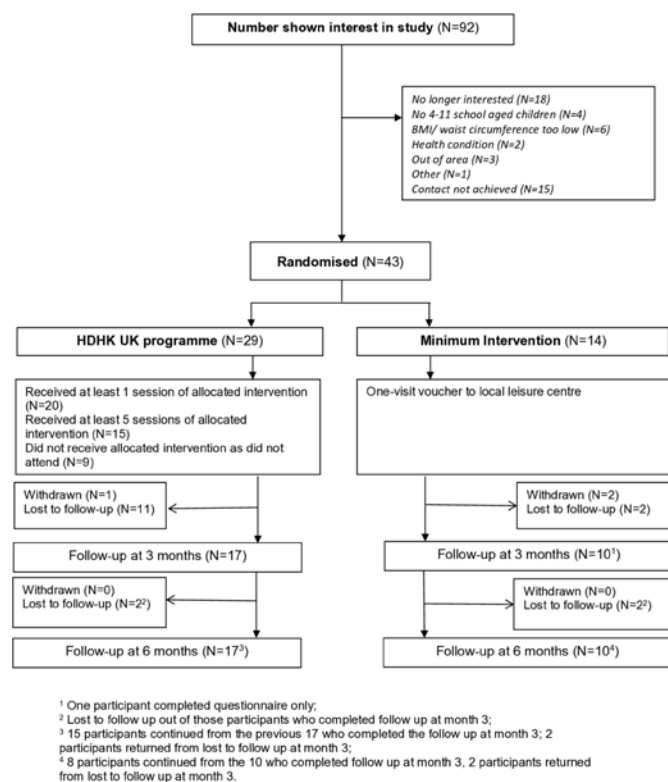 Number shown interest in study (N=92)
No longer interested (N=18)
No 4-11 school aged children (N=4)
BMI/ waist circumference too low (N=6)
Health condition (N=2)
Out of area (N=3)
Other (N=1)
Contact not achieved (N=15)
Randomised (N=43)
HDHK UK programme (N=29)
Minimum Intervention (N=14)
Received at least 1 session of allocated intervention
(N=20)
Received at least 5 sessions of allocated
intervention (N=15)
Did not receive allocated intervention as did not
attend (N=9)
One-visit voucher to local leisure centre
Withdrawn (N=1)
Lost to follow-up (N=11)
Withdrawn (N=2)
Lost to follow-up (N=2)
Follow-up at 3 months (N=17)
Follow-up at 3 months (N=10¹)
Withdrawn (N=0)
Lost to follow-up (N=2²)
Withdrawn (N=0)
Lost to follow-up (N=2²)
Follow-up at 6 months (N=17³)
Follow-up at 6 months (N=10⁴)
¹ One participant completed questionnaire only;
² Lost to follow up out of those participants who completed follow up at month 3;
³ 15 participants continued from the previous 17 who completed the follow up at month 3; 2
participants returned from lost to follow up at month 3;
⁴ 8 participants continued from the 10 who completed follow up at month 3, 2 participants returned
from lost to follow up at month 3.